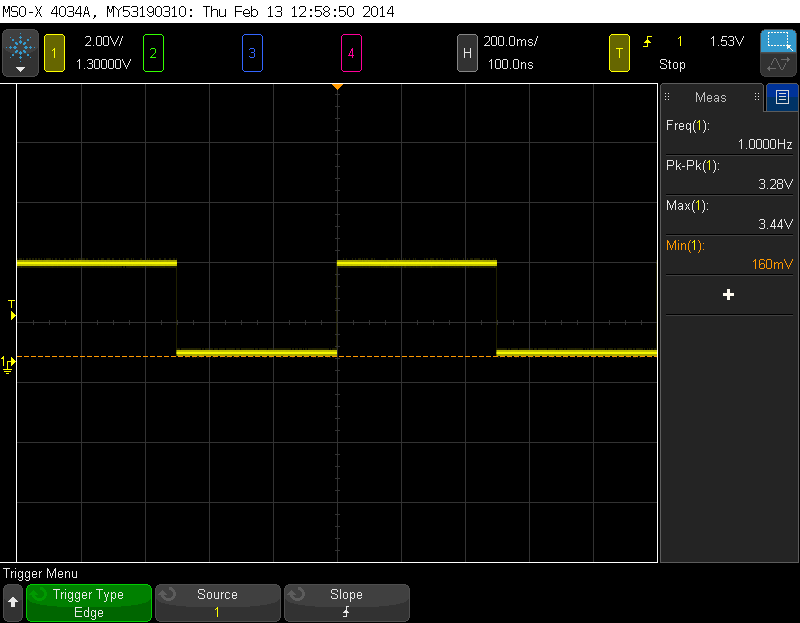 MSO-X 4034A, MY53190310: Thu Feb 13 12:58:50 2014
1 2.00V/ 2 3 4 H 200.0ms/ T 1 1.53V
1.30000V 100.0ns Stop
Meas
Freq(1):
1.0000Hz
Pk-Pk(1):
3.28V
Max(1):
3.44V
Min(1):
160mV
T
1
Trigger Menu
Trigger Type Source Slope
Edge 1